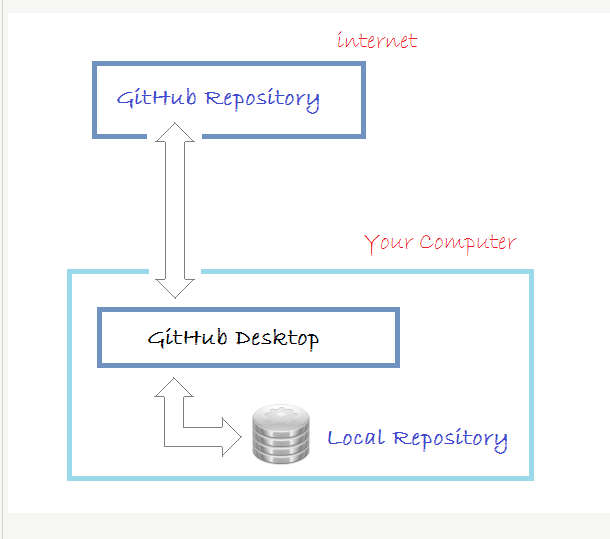 internet
GitHub Repository
Your Computer
GitHub Desktop
Local Repository